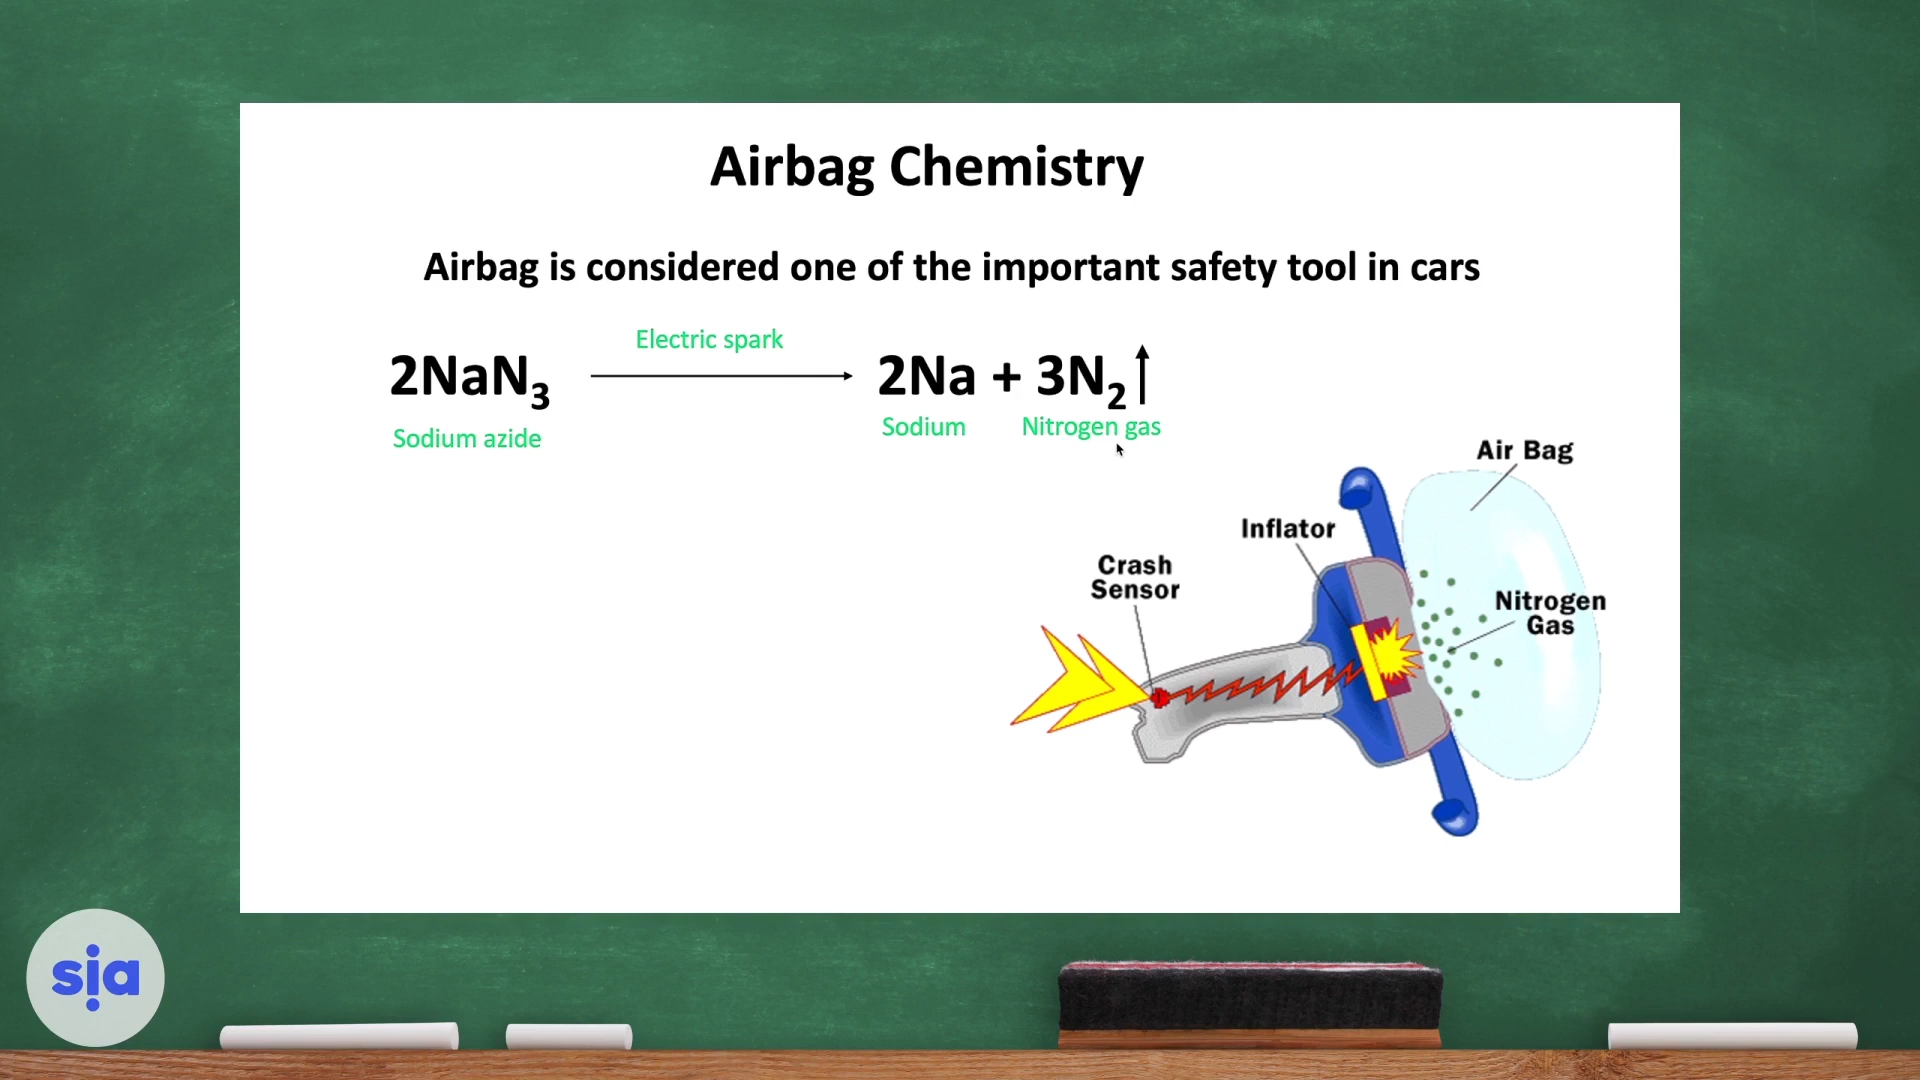 Airbag Chemistry
Airbag is considered one of the important safety tool in cars
Electric spark
2NaN₃ → 2Na + 3N₂↑
Sodium azide
Sodium
Nitrogen gas
Air Bag
Inflator
Crash
Sensor
Nitrogen
Gas
sia